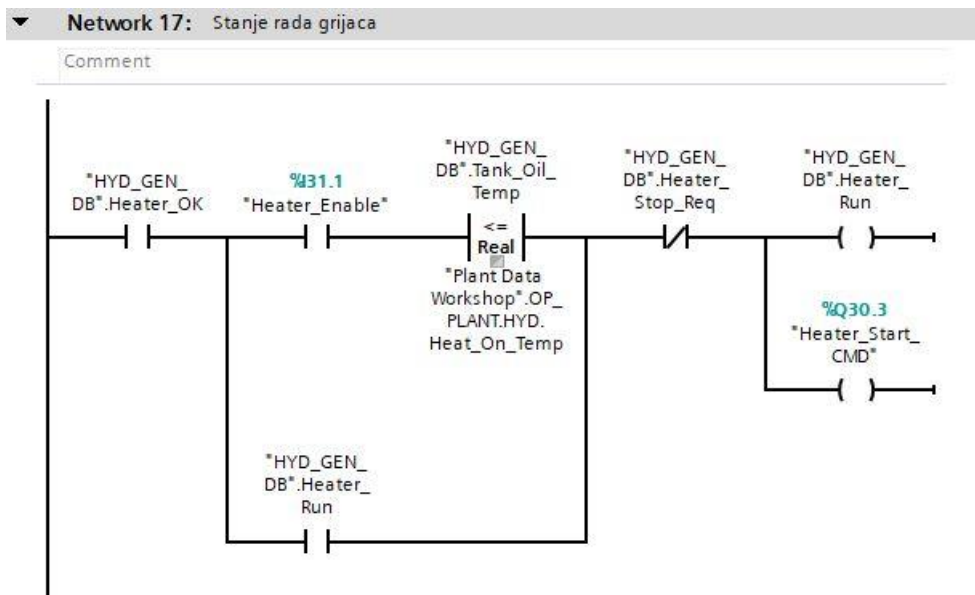 Network 17: Stanje rada grijaca
Comment
"HYD_GEN_
DB".Heater_OK
%I31.1
"Heater_Enable"
"HYD_GEN_
DB".Tank_Oil_
Temp
<=
Real
"Plant Data
Workshop".OP_
PLANT.HYD.
Heat_On_Temp
"HYD_GEN_
DB".Heater_
Stop_Req
"HYD_GEN_
DB".Heater_
Run
%Q30.3
"Heater_Start_
CMD"
"HYD_GEN_
DB".Heater_
Run